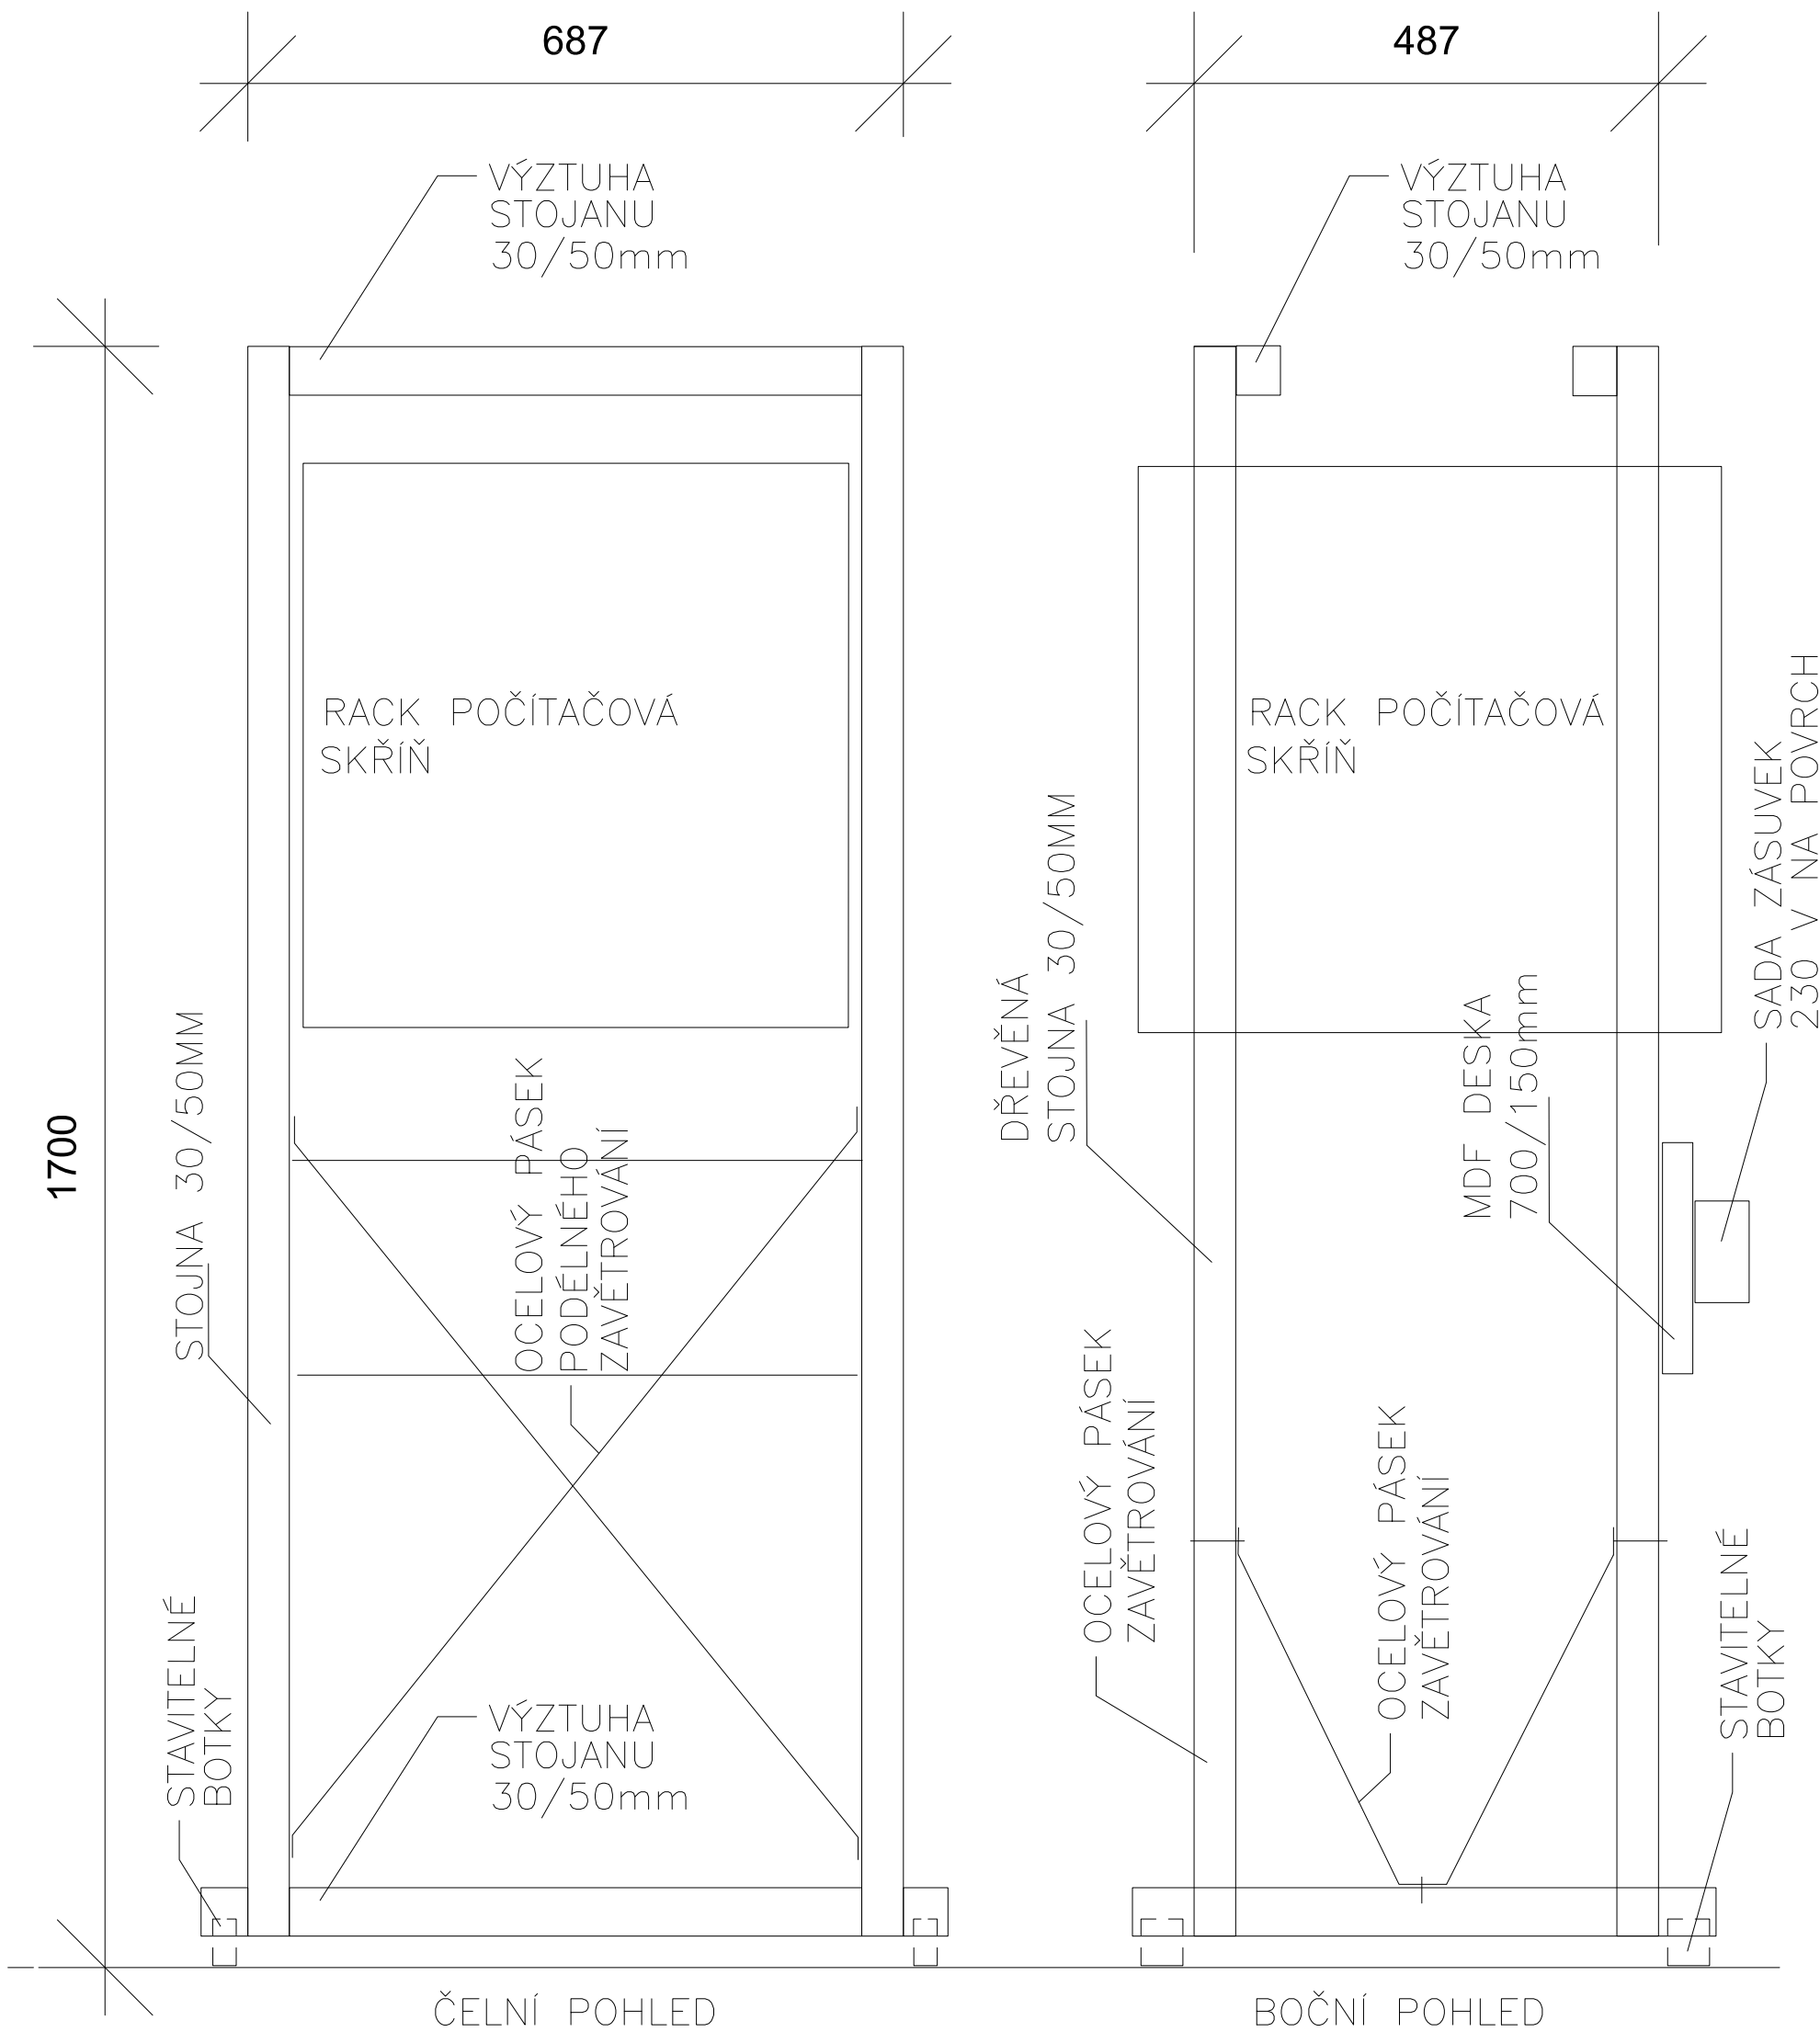 687
487
VÝZTUHA
STOJANU
30/50mm
VÝZTUHA
STOJANU
30/50mm
RACK POČÍTAČOVÁ
SKŘÍŇ
RACK POČÍTAČOVÁ
SKŘÍŇ
1700
STOJNA 30/50MM
OCELOVÝ PÁSEK
PODÉLNÉHO
ZAVĚTROVÁNÍ
DŘEVĚNÁ
STOJNA 30/50MM
MDF DESKA
700/150mm
SADA ZÁSUVEK
230 V NA POVRCH
STAVITELNÉ
BOTKY
VÝZTUHA
STOJANU
30/50mm
OCELOVÝ PÁSEK
ZAVĚTROVÁNÍ
OCELOVÝ PÁSEK
ZAVĚTROVÁNÍ
STAVITELNÉ
BOTKY
ČELNÍ POHLED
BOČNÍ POHLED